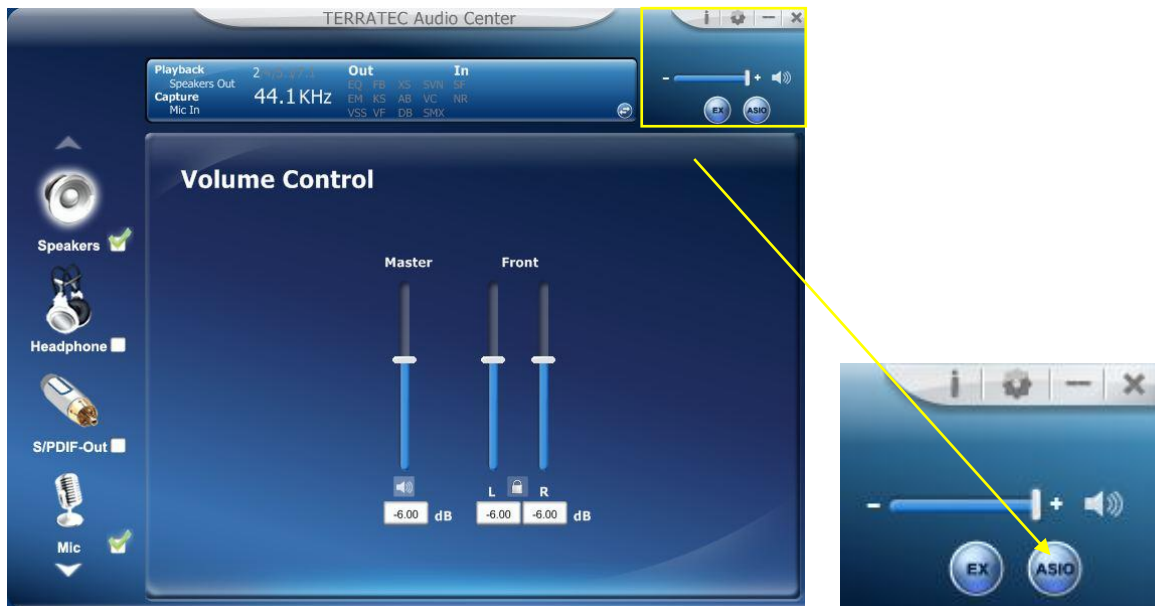 TERRATEC Audio Center
i
Playback
Speakers Out
Capture
Mic In
2
44.1KHz
Out In
EQ FB XS SVN SF
EM KS AB VC NR
VSS VF DB SMX
- +
EX ASIO
Volume Control
Speakers
Headphone
S/PDIF-Out
Mic
Master Front
L R
-6.00 dB -6.00 -6.00 dB
i
- +
EX ASIO